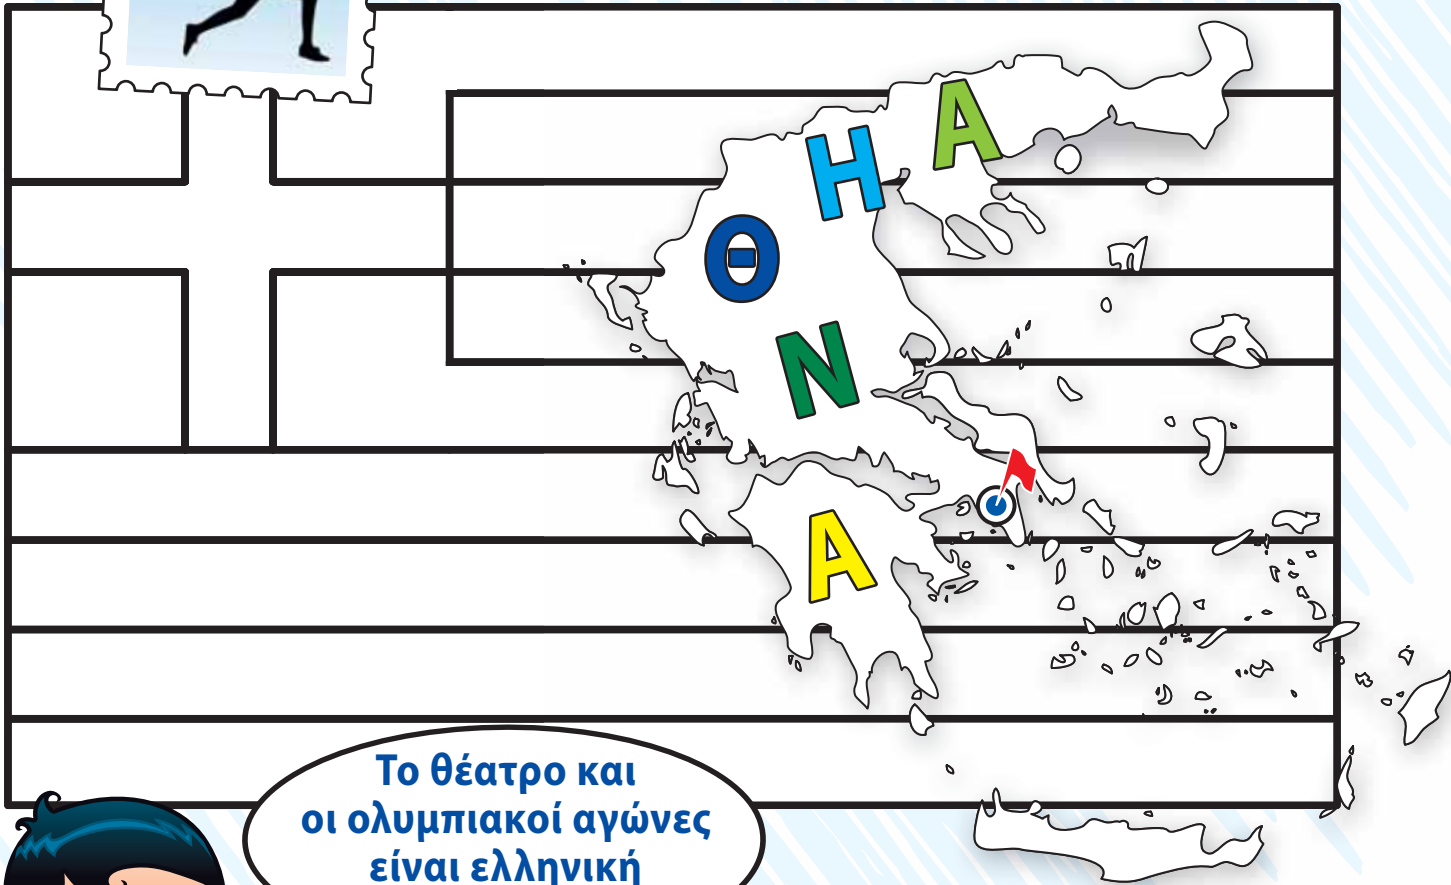 Α
Η
Θ
Ν
Α
Το θέατρο και
οι ολυμπιακοί αγώνες
είναι ελληνική